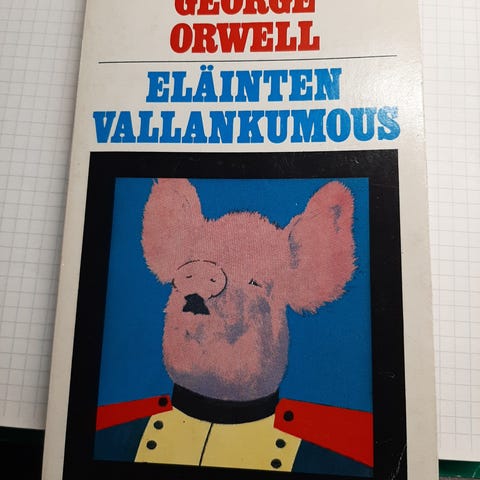 GEORGE
ORWELL
ELÄINTEN
VALLANKUMOUS